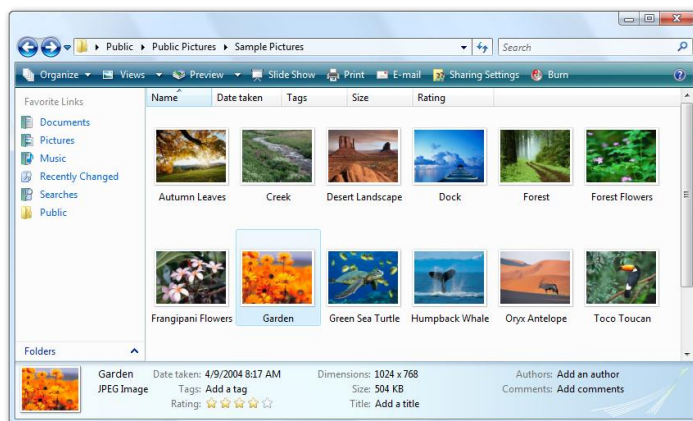 Public Public Pictures Sample Pictures Search
Organize Views Preview Slide Show Print E-mail Sharing Settings Burn
Favorite Links
Documents
Pictures
Music
Recently Changed
Searches
Public
Folders
Name Date taken Tags Size Rating
Autumn Leaves Creek Desert Landscape Dock Forest Forest Flowers
Frangipani Flowers Garden Green Sea Turtle Humpback Whale Oryx Antelope Toco Toucan
Garden Date taken: 4/9/2004 8:17 AM Dimensions: 1024 x 768 Authors: Add an author
JPEG Image Tags: Add a tag Size: 504 KB Comments: Add comments
Rating: Title: Add a title